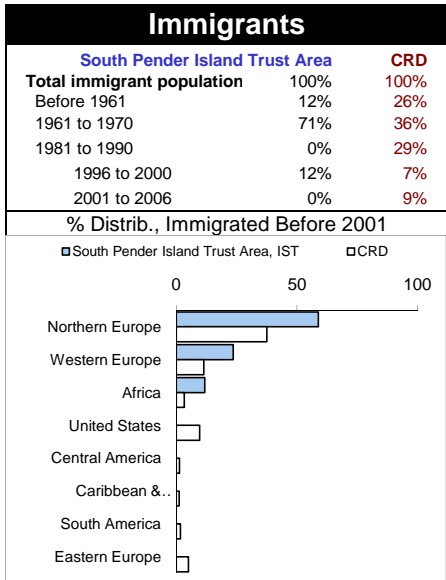 Immigrants
South Pender Island Trust Area CRD
Total immigrant population 100% 100%
Before 1961 12% 26%
1961 to 1970 71% 36%
1981 to 1990 0% 29%
1996 to 2000 12% 7%
2001 to 2006 0% 9%
% Distrib., Immigrated Before 2001
South Pender Island Trust Area, IST CRD
0 50 100
Northern Europe
Western Europe
Africa
United States
Central America
Caribbean &..
South America
Eastern Europe